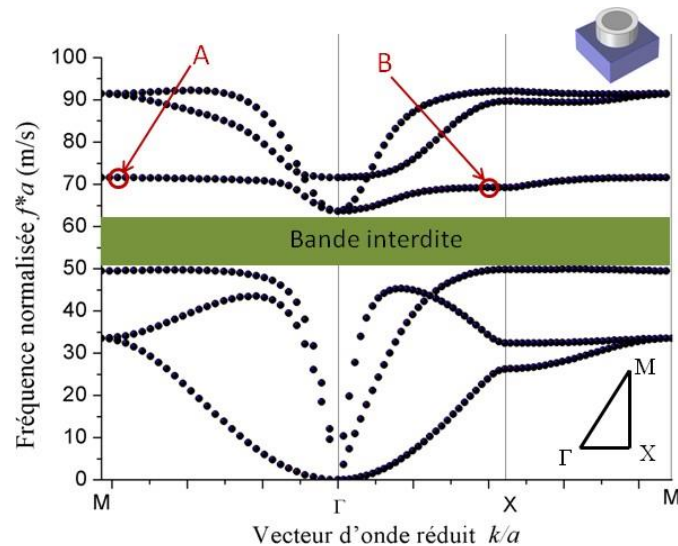 A
B
100
90
80
70
60
50
40
30
20
10
0
Fréquence normalisée f*a (m/s)
Bande interdite
M
Γ
X
M
Γ
X
M
Vecteur d'onde réduit k/a